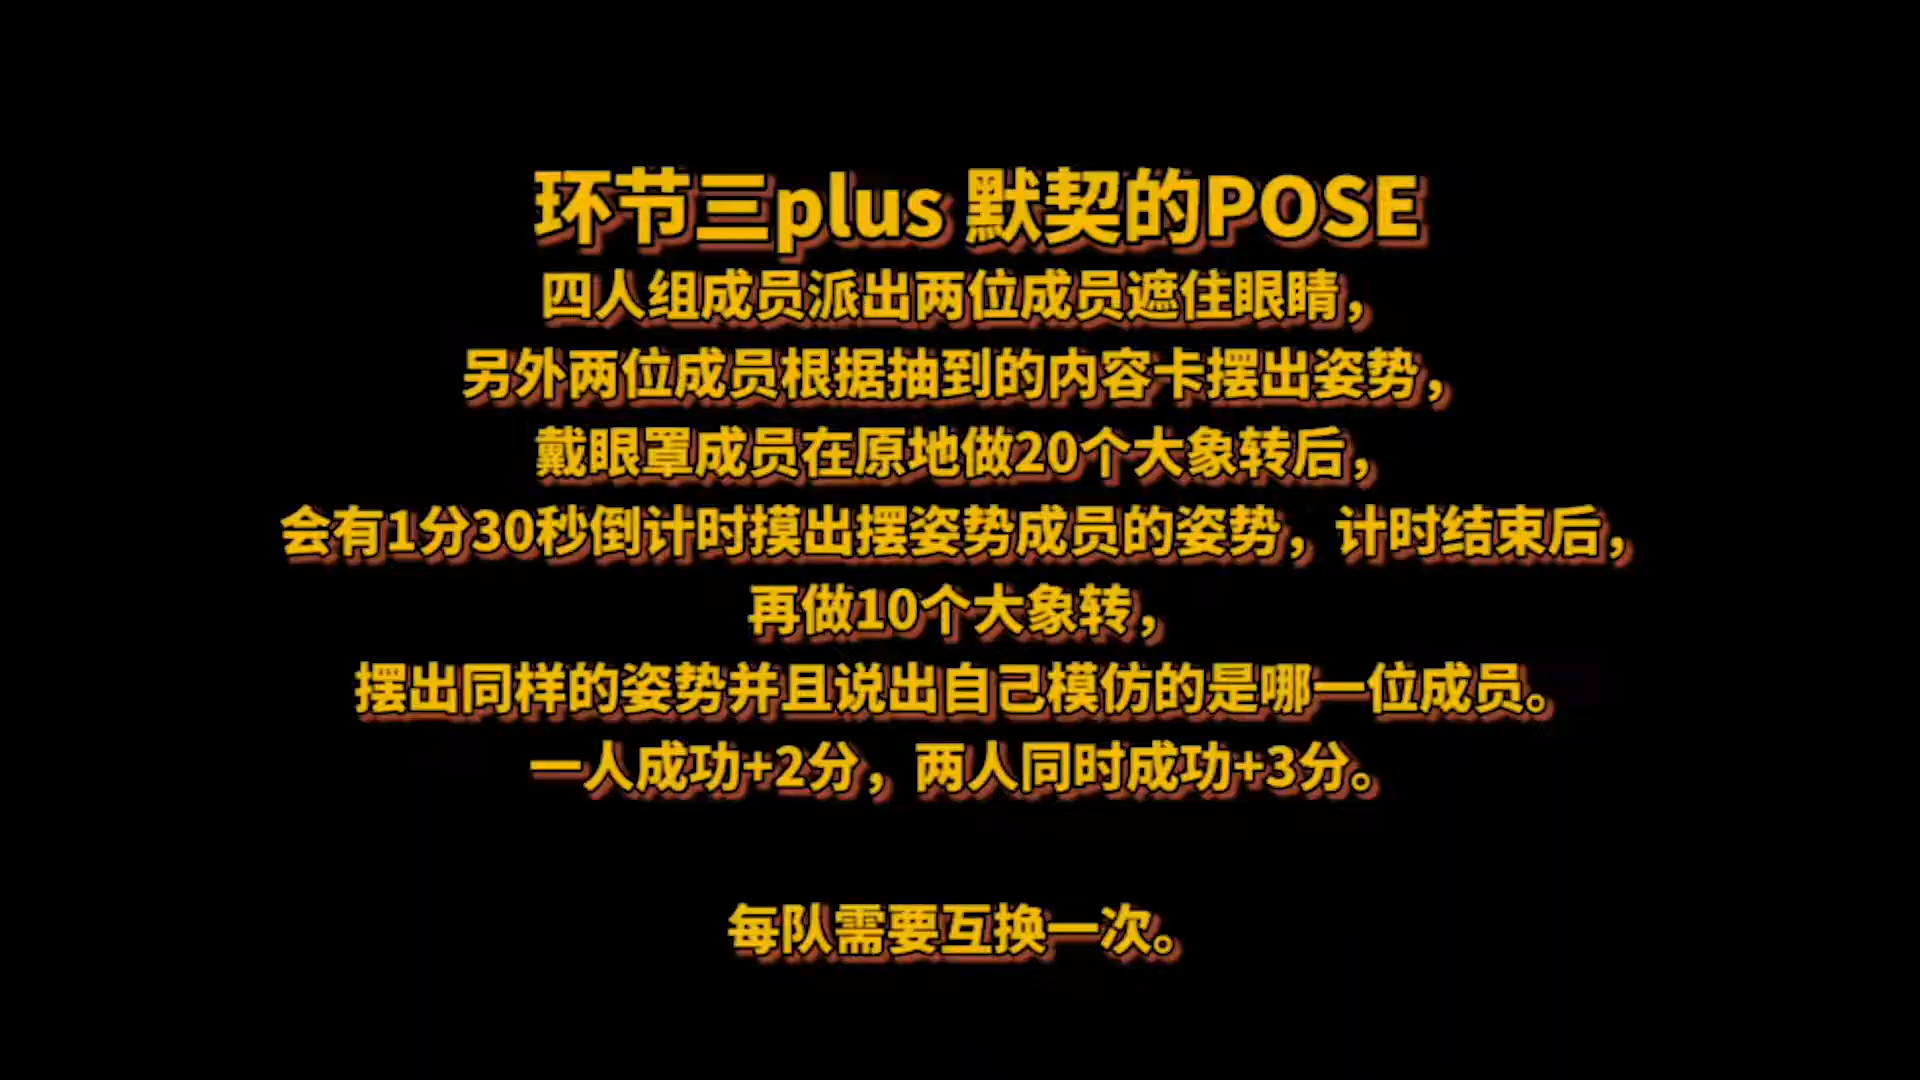 环节三plus 默契的POSE
四人组成员派出两位成员遮住眼睛，
另外两位成员根据抽到的内容卡摆出姿势，
戴眼罩成员在原地做20个大象转后，
会有1分30秒倒计时摸出摆姿势成员的姿势，计时结束后，
再做10个大象转，
摆出同样的姿势并且说出自己模仿的是哪一位成员。
一人成功+2分，两人同时成功+3分。
每队需要互换一次。